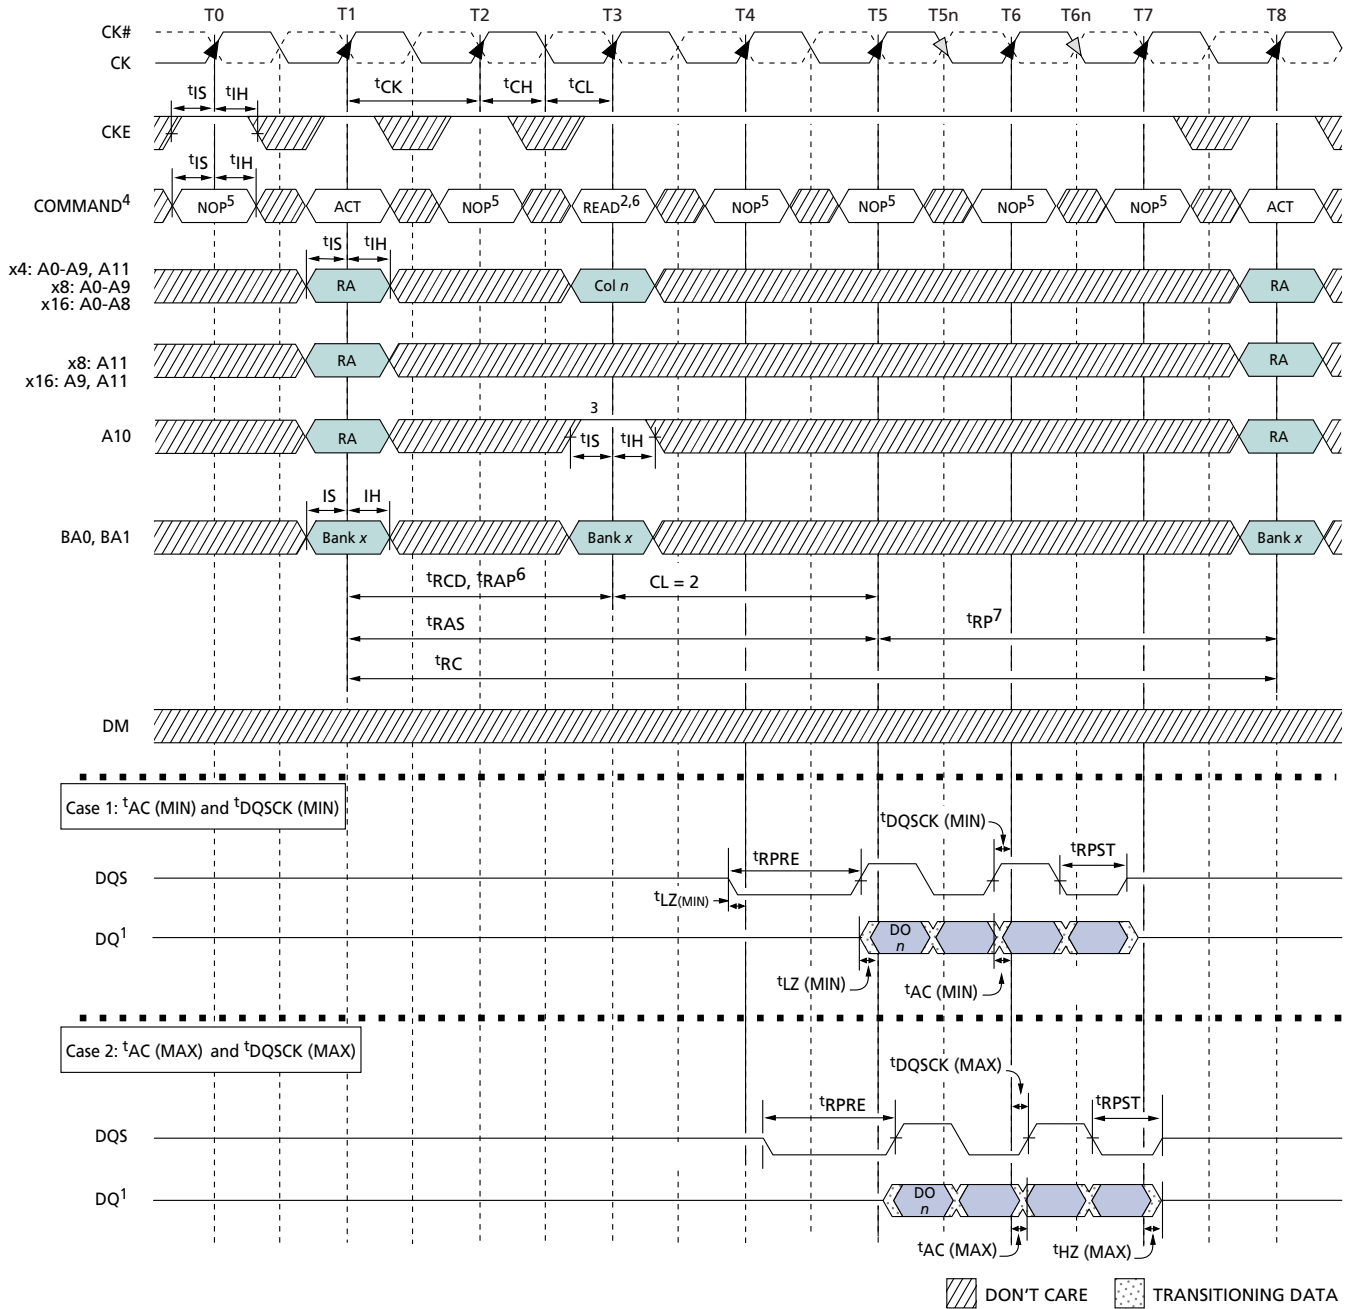 T0 T1 T2 T3 T4 T5 T5n T6 T6n T7 T8
CK#
CK
tCK tCH tCL
tIS tIH
CKE
tIS tIH
COMMAND4 NOP5 ACT NOP5 READ2,6 NOP5 NOP5 NOP5 NOP5 ACT
tIS tIH
x4: A0-A9, A11
x8: A0-A9
x16: A0-A8
RA Col n RA
x8: A11
x16: A9, A11
RA RA
3
A10 RA tIS tIH RA
IS IH
BA0, BA1 Bank x Bank x Bank x
tRCD, tRAP6 CL = 2
tRAS tRP7
tRC
DM
Case 1: tAC (MIN) and tDQSCK (MIN)
tDQSCK (MIN)
tRPRE tRPST
DQS
tLZ(MIN)
DQ1 DO
n
tLZ (MIN) tAC (MIN)
Case 2: tAC (MAX) and tDQSCK (MAX)
tDQSCK (MAX)
tRPRE tRPST
DQS
DQ1 DO
n
tAC (MAX) tHZ (MAX)
DON'T CARE TRANSITIONING DATA